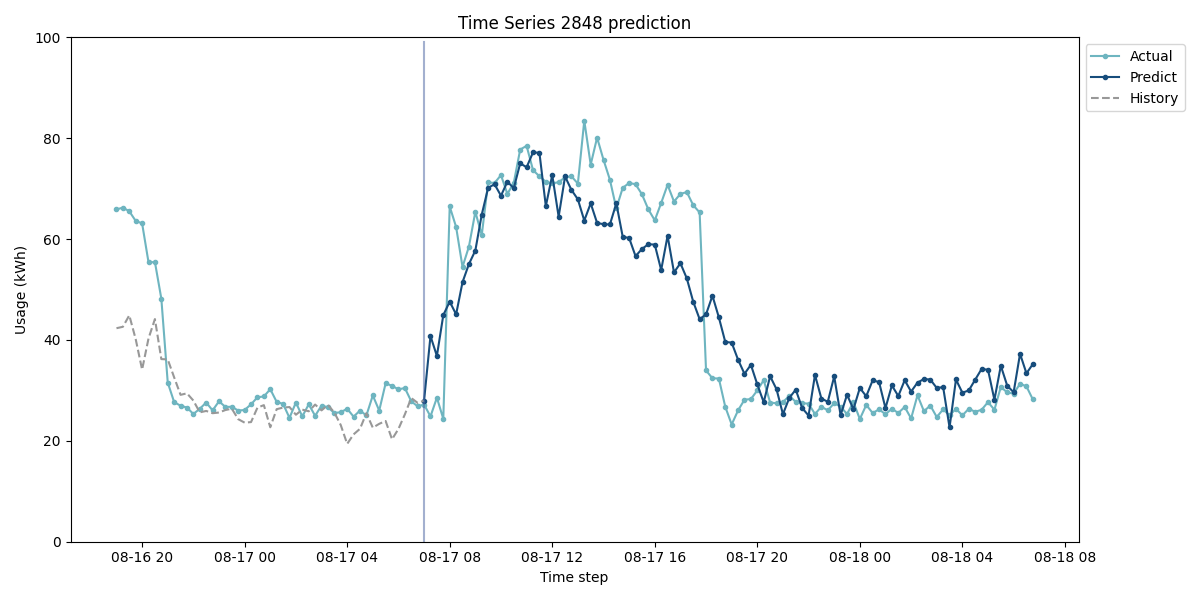 Time Series 2848 prediction
100
80
60
40
20
0
Usage (kWh)
08-16 20
08-17 00
08-17 04
08-17 08
08-17 12
08-17 16
08-17 20
08-18 00
08-18 04
08-18 08
Time step
Actual
Predict
History